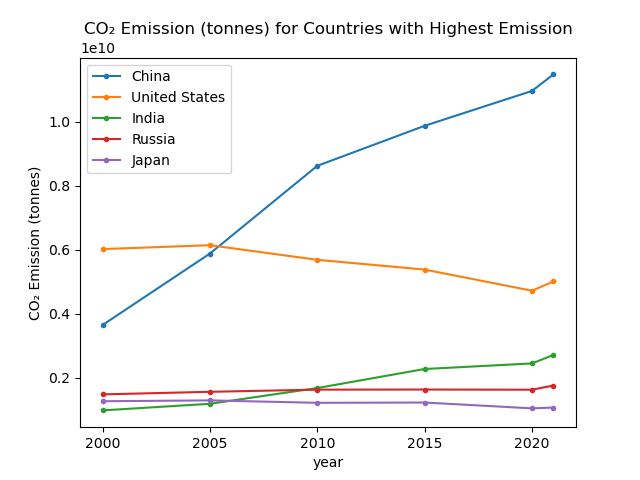 CO₂ Emission (tonnes) for Countries with Highest Emission
1e10
China
United States
India
Russia
Japan
1.0
0.8
0.6
0.4
0.2
CO₂ Emission (tonnes)
2000 2005 2010 2015 2020
year